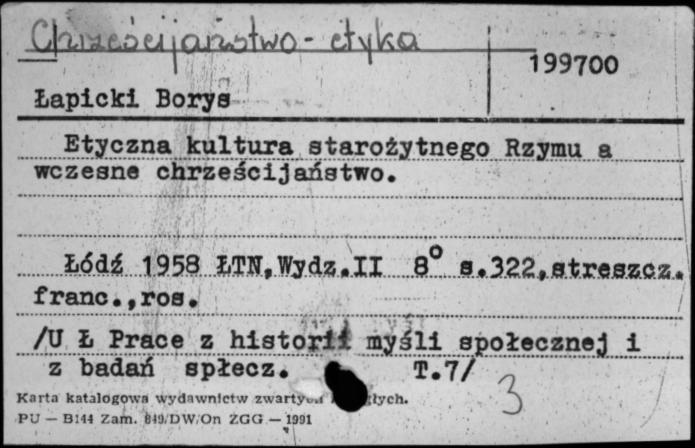 Chrześcijaństwo - etyka
199700
Łapicki Borys
Etyczna kultura starożytnego Rzymu a
wczesne chrześcijaństwo.
Łódź 1958 ŁTN,Wydz.II 8° s.322,streszcz.
franc.,ros.
/U Ł Prace z historii myśli społecznej i
z badań spłecz. T.7/
3
Karta katalogowa wydawnictw
PU — B144 Zam. 849/DW/On ZGG — 1991